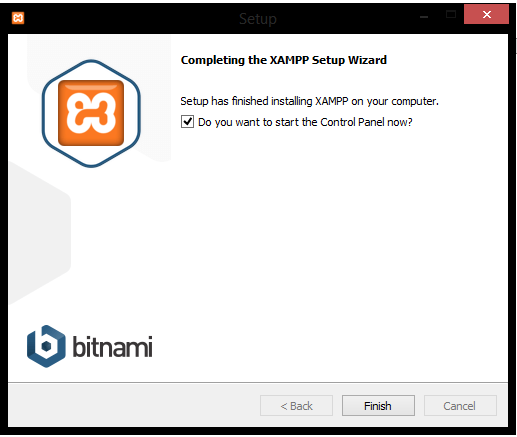 Setup
Completing the XAMPP Setup Wizard
Setup has finished installing XAMPP on your computer.
Do you want to start the Control Panel now?
bitnami
< Back
Finish
Cancel